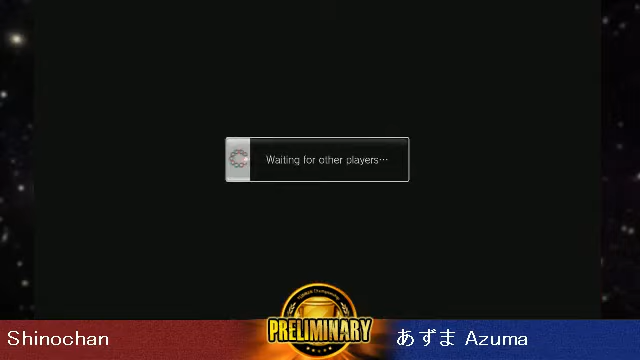 Waiting for other players…
PRELIMINARY
Shinochan
あずま Azuma